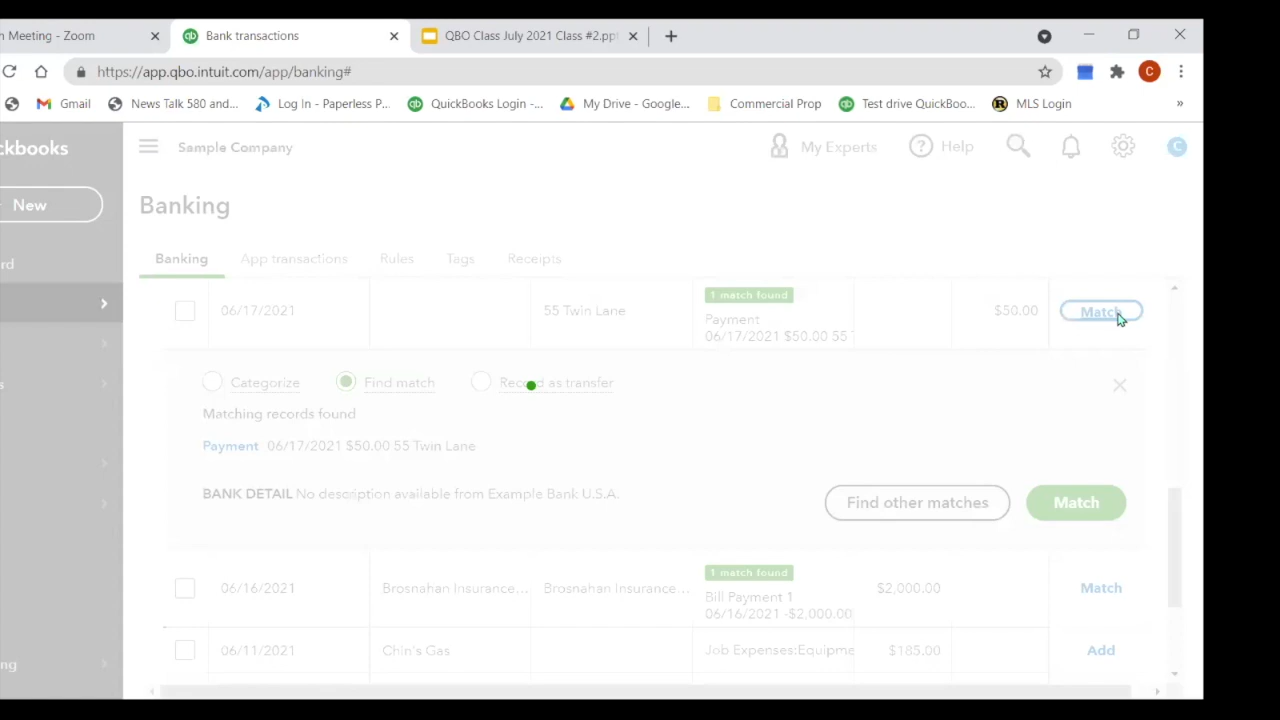 n Meeting - Zoom
Bank transactions
QBO Class July 2021 Class #2.ppt
https://app.qbo.intuit.com/app/banking#
C
Gmail
News Talk 580 and...
Log In - Paperless P...
QuickBooks Login -...
My Drive - Google...
Commercial Prop
Test drive QuickBoo...
MLS Login
»
ckbooks
Sample Company
My Experts
Help
C
New
Banking
rd
Banking
App transactions
Rules
Tags
Receipts
06/17/2021
55 Twin Lane
1 match found
Payment
06/17/2021 $50.00 55
$50.00
Match
s
Categorize
Find match
Record as transfer
Matching records found
Payment 06/17/2021 $50.00 55 Twin Lane
BANK DETAIL No description available from Example Bank U.S.A.
Find other matches
Match
06/16/2021
Brosnahan Insurance...
Brosnahan Insurance...
1 match found
Bill Payment 1
06/16/2021 -$2,000.00
$2,000.00
Match
06/11/2021
Chin's Gas
Job Expenses:Equipme
$185.00
Add
ng